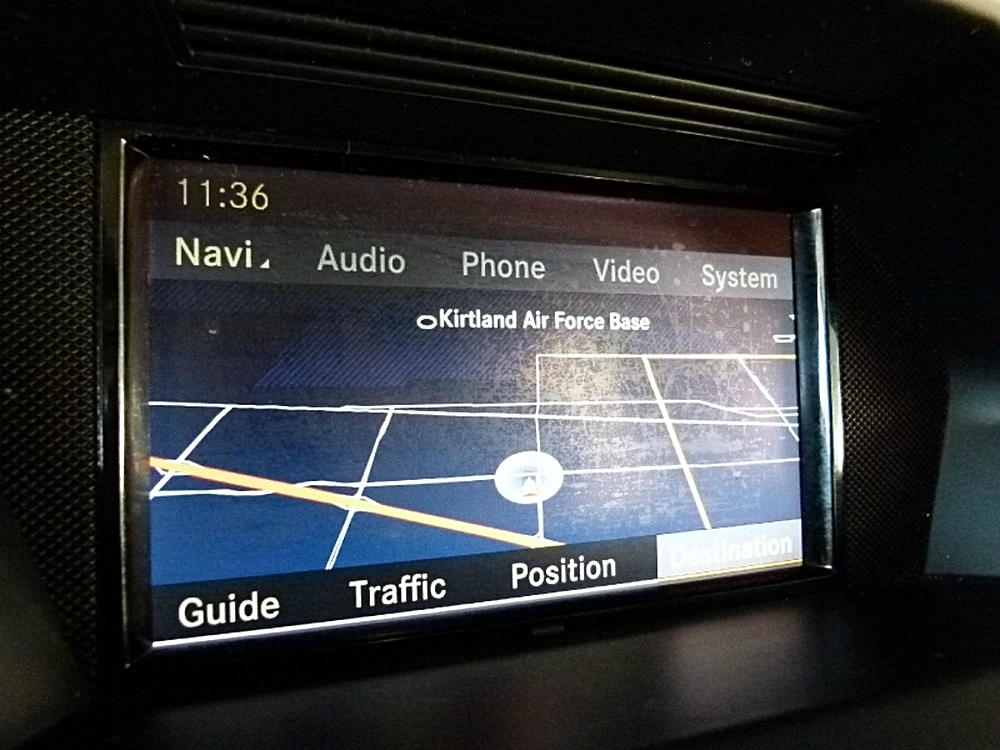 11:36
Navi Audio Phone Video System
Kirtland Air Force Base
Guide Traffic Position Destination